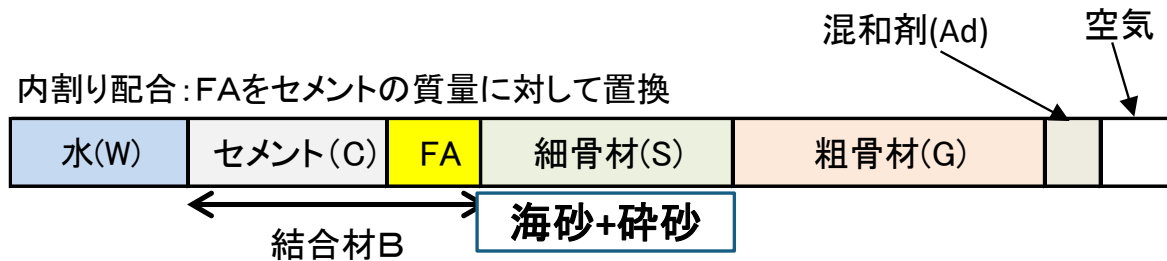 混和剤(Ad)
空気
内割り配合:FAをセメントの質量に対して置換
水(W)
セメント(C)
FA
細骨材(S)
粗骨材(G)
結合材B
海砂+砕砂